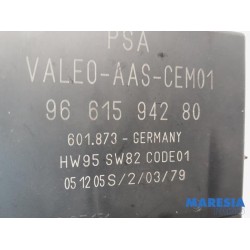 PSA
VALEO-AAS-CEM01
96 615 942 80
601.873 - GERMANY
HW95 SW82 CODE01
051205S/2/03/79
MARESIA